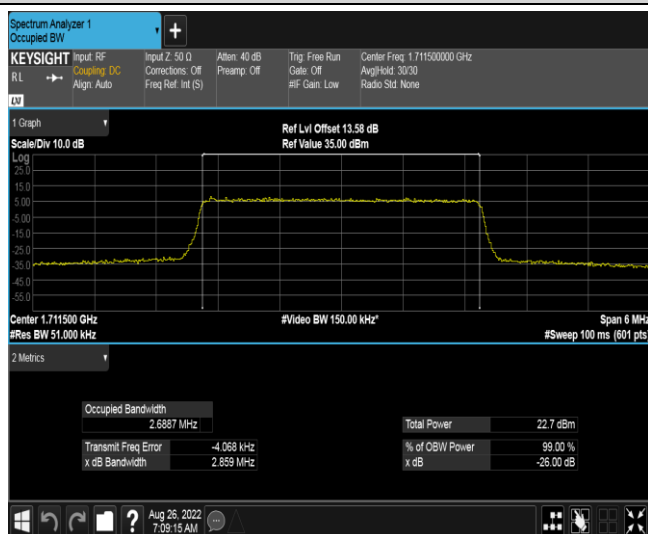 Spectrum Analyzer 1
Occupied BW
+
KEYSIGHT
RL
LXI
Input: RF
Coupling: DC
Align: Auto
Input Z: 50 Ω
Corrections: Off
Freq Ref: Int (S)
Atten: 40 dB
Preamp: Off
Trig: Free Run
Gate: Off
#IF Gain: Low
Center Freq: 1.711500000 GHz
Avg|Hold: 30/30
Radio Std: None
1 Graph
Scale/Div 10.0 dB
Ref Lvl Offset 13.58 dB
Ref Value 35.00 dBm
Log
25.0
15.0
5.00
-5.00
-15.0
-25.0
-35.0
-45.0
-55.0
Center 1.711500 GHz
#Res BW 51.000 kHz
#Video BW 150.00 kHz*
Span 6 MHz
#Sweep 100 ms (601 pts)
2 Metrics
Occupied Bandwidth
2.6887 MHz
Transmit Freq Error -4.068 kHz
x dB Bandwidth 2.859 MHz
Total Power 22.7 dBm
% of OBW Power 99.00 %
x dB -26.00 dB
?
Aug 26, 2022
7:09:15 AM